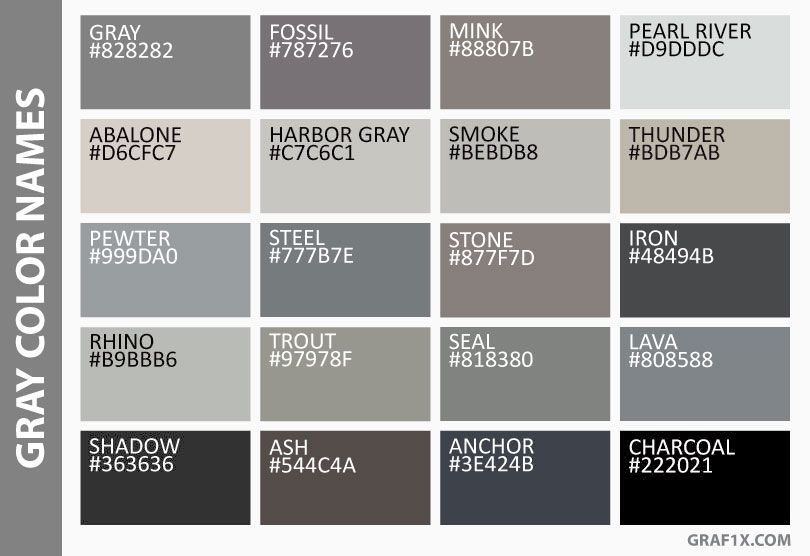 GRAY COLOR NAMES
GRAY
#828282
FOSSIL
#787276
MINK
#88807B
PEARL RIVER
#D9DDDC
ABALONE
#D6CFC7
HARBOR GRAY
#C7C6C1
SMOKE
#BEBDB8
THUNDER
#BDB7AB
PEWTER
#999DA0
STEEL
#777B7E
STONE
#877F7D
IRON
#48494B
RHINO
#B9BBB6
TROUT
#97978F
SEAL
#818380
LAVA
#808588
SHADOW
#363636
ASH
#544C4A
ANCHOR
#3E424B
CHARCOAL
#222021
GRAF1X.COM